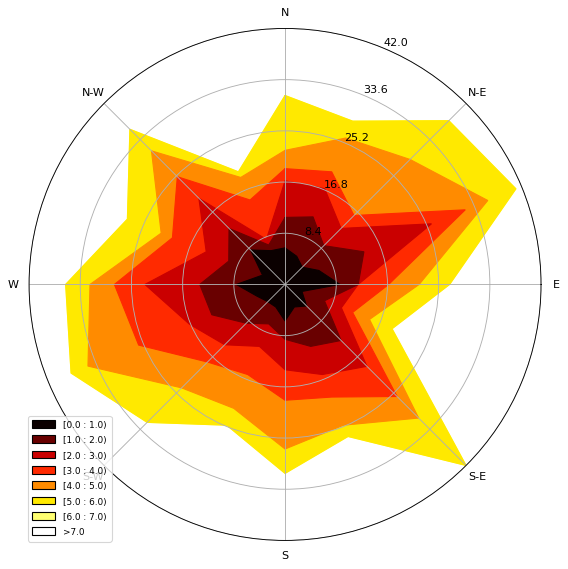 N
42.0
N-W
33.6
N-E
25.2
16.8
8.4
W
E
[0.0 : 1.0)
[1.0 : 2.0)
[2.0 : 3.0)
[3.0 : 4.0)
[4.0 : 5.0)
[5.0 : 6.0)
[6.0 : 7.0)
>7.0
S-W
S-E
S